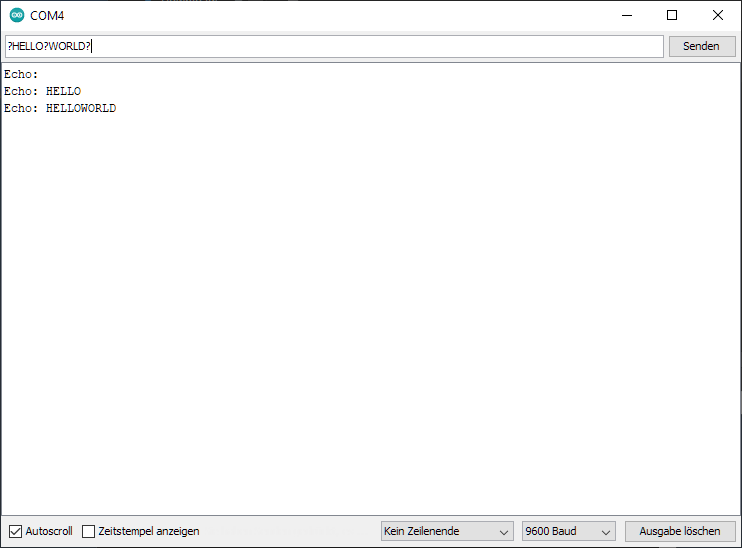 COM4
?HELLO?WORLD?
Senden
Echo:
Echo: HELLO
Echo: HELLOWORLD
Autoscroll
Zeitstempel anzeigen
Kein Zeilenende
9600 Baud
Ausgabe löschen